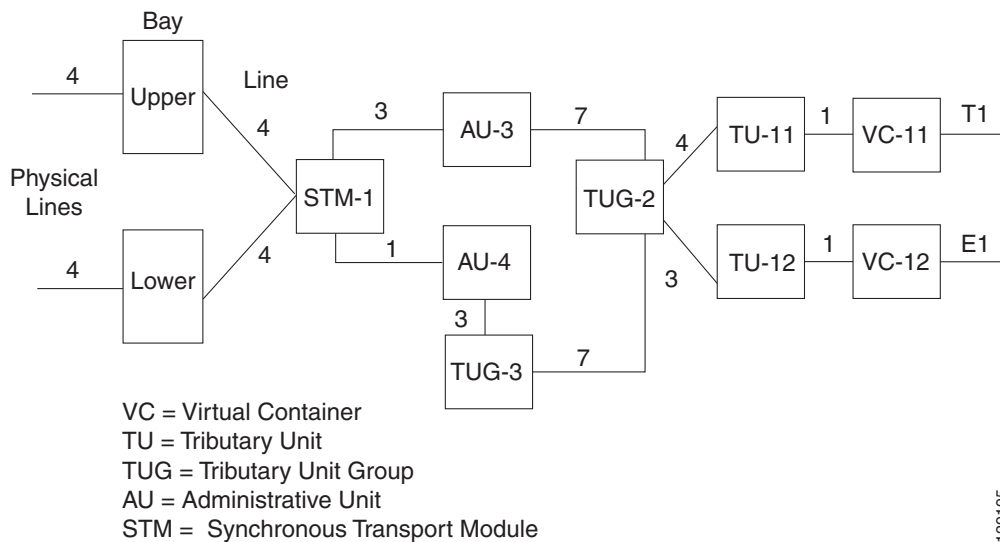 Bay
4
Upper
Line
4
3
AU-3
7
4
TU-11
1
VC-11
T1
Physical
Lines
STM-1
TUG-2
4
Lower
4
1
AU-4
3
TU-12
1
VC-12
E1
3
TUG-3
7
VC = Virtual Container
TU = Tributary Unit
TUG = Tributary Unit Group
AU = Administrative Unit
STM = Synchronous Transport Module